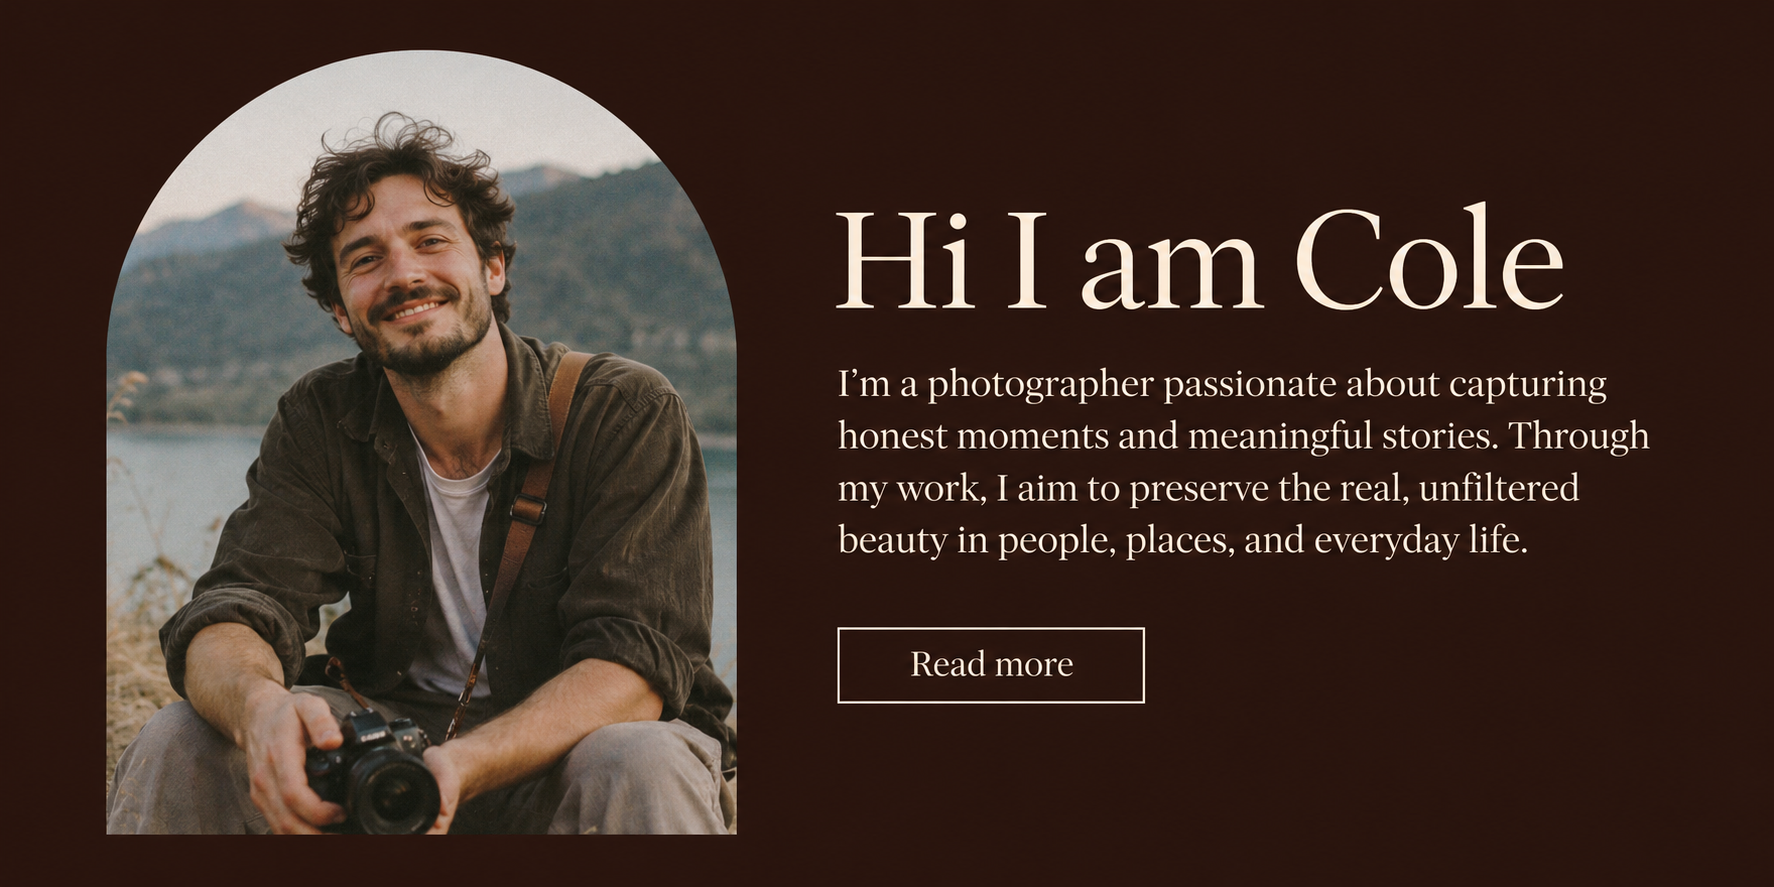 Hi I am Cole
I’m a photographer passionate about capturing
honest moments and meaningful stories. Through
my work, I aim to preserve the real, unfiltered
beauty in people, places, and everyday life.
Read more
Canon